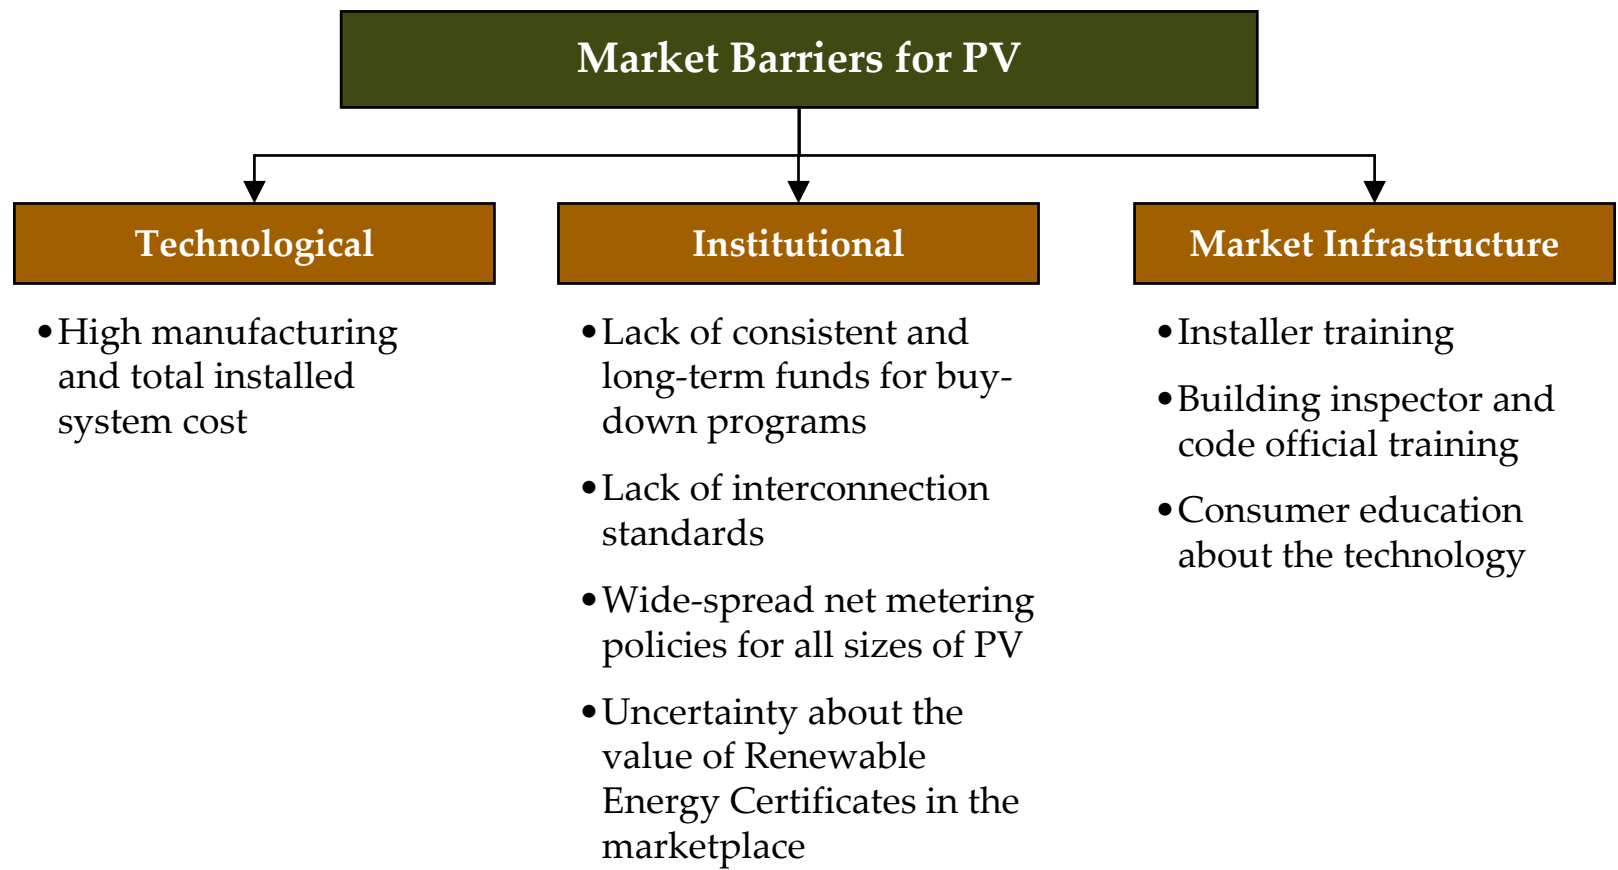 Market Barriers for PV
Technological
•High manufacturing
and total installed
system cost
Institutional
•Lack of consistent and
long-term funds for buy-
down programs
•Lack of interconnection
standards
•Wide-spread net metering
policies for all sizes of PV
•Uncertainty about the
value of Renewable
Energy Certificates in the
marketplace
Market Infrastructure
•Installer training
•Building inspector and
code official training
•Consumer education
about the technology